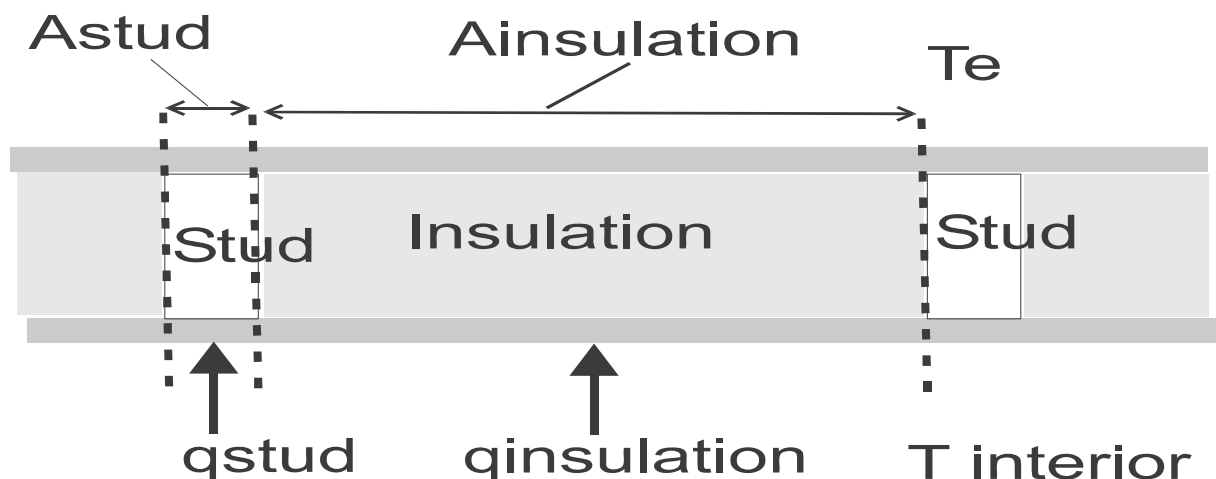 Astud
Ainsulation
Te
Stud
Insulation
Stud
qstud
qinsulation
T interior